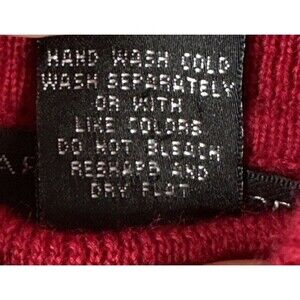 HAND WASH COLD
WASH SEPARATELY
OR WITH
LIKE COLORS
DO NOT BLEACH
RESHAPE AND
DRY FLAT